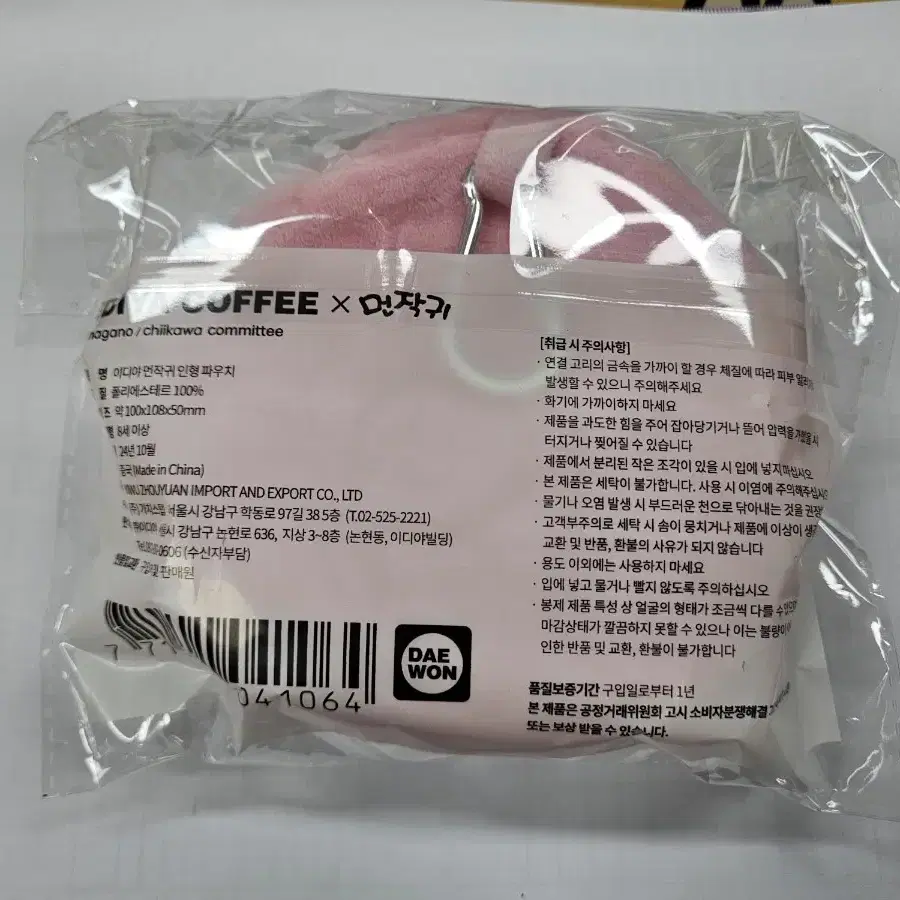 DIYA COFFEE × 먼작귀
nagano / chiikawa committee
명 이디야 먼작귀 인형 파우치
질 폴리에스테르 100%
즈 약 100x108x50mm
8세 이상
24년 10월
중국(Made in China)
YIWU ZHOUYUAN IMPORT AND EXPORT CO., LTD
서울시 강남구 학동로 97길 38 5층 (T.02-525-2221)
강남구 논현로 636, 지상 3~8층 (논현동, 이디야빌딩)
0606 (수신자부담)
판매원
7 7
041064
DAE
WON
[취급 시 주의사항]
· 연결 고리의 금속을 가까이 할 경우 체질에 따라 피부
발생할 수 있으니 주의해주세요
· 화기에 가까이하지 마세요
· 제품을 과도한 힘을 주어 잡아당기거나 뜯어 압력을 가했을 시
터지거나 찢어질 수 있습니다
· 제품에서 분리된 작은 조각이 있을 시 입에 넣지 마십시오
· 본 제품은 세탁이 불가합니다. 사용 시 이염에 주의해주십시오
· 물기나 오염 발생 시 부드러운 천으로 닦아내는 것을
· 고객부주의로 세탁 시 솜이 뭉치거나 제품에 이상이
교환 및 반품, 환불의 사유가 되지 않습니다
· 용도 이외에는 사용하지 마세요
· 입에 넣고 물거나 빨지 않도록 주의하십시오
· 봉제 제품 특성 상 얼굴의 형태가 조금씩 다를 수
마감상태가 깔끔하지 못할 수 있으나 이는 불량이
인한 반품 및 교환, 환불이 불가합니다
품질보증기간 구입일로부터 1년
본 제품은 공정거래위원회 고시 소비자분쟁해결
또는 보상 받을 수 있습니다.